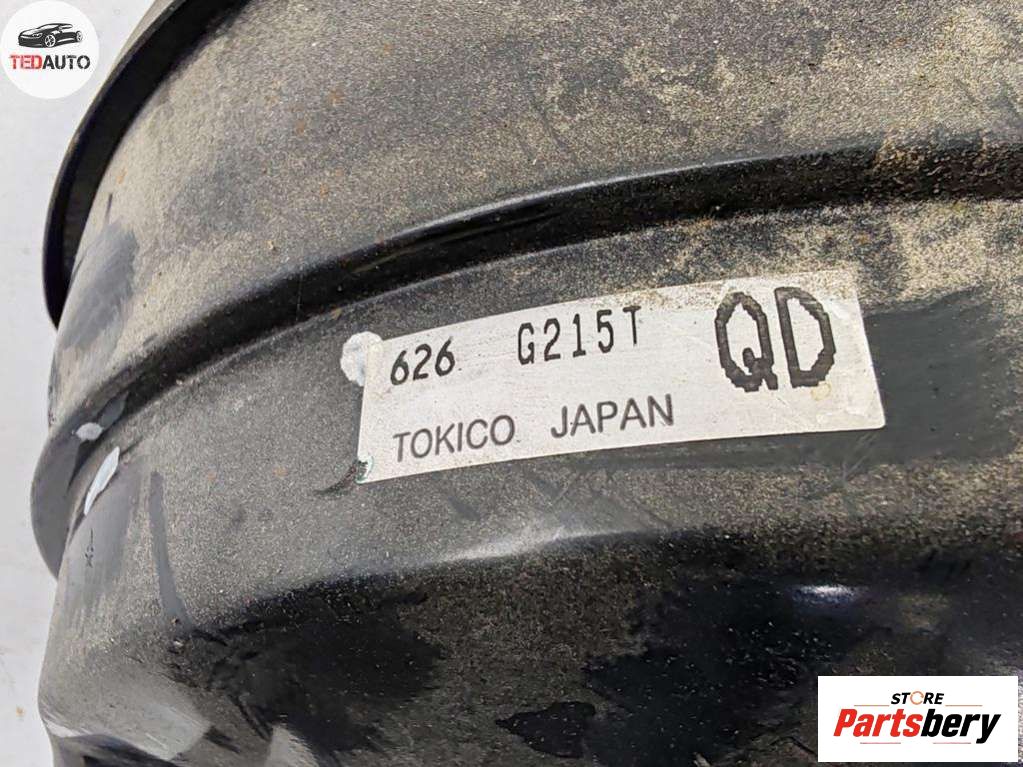 TEDAUTO
626 G215T QD
TOKICO JAPAN
STORE
Partsbery